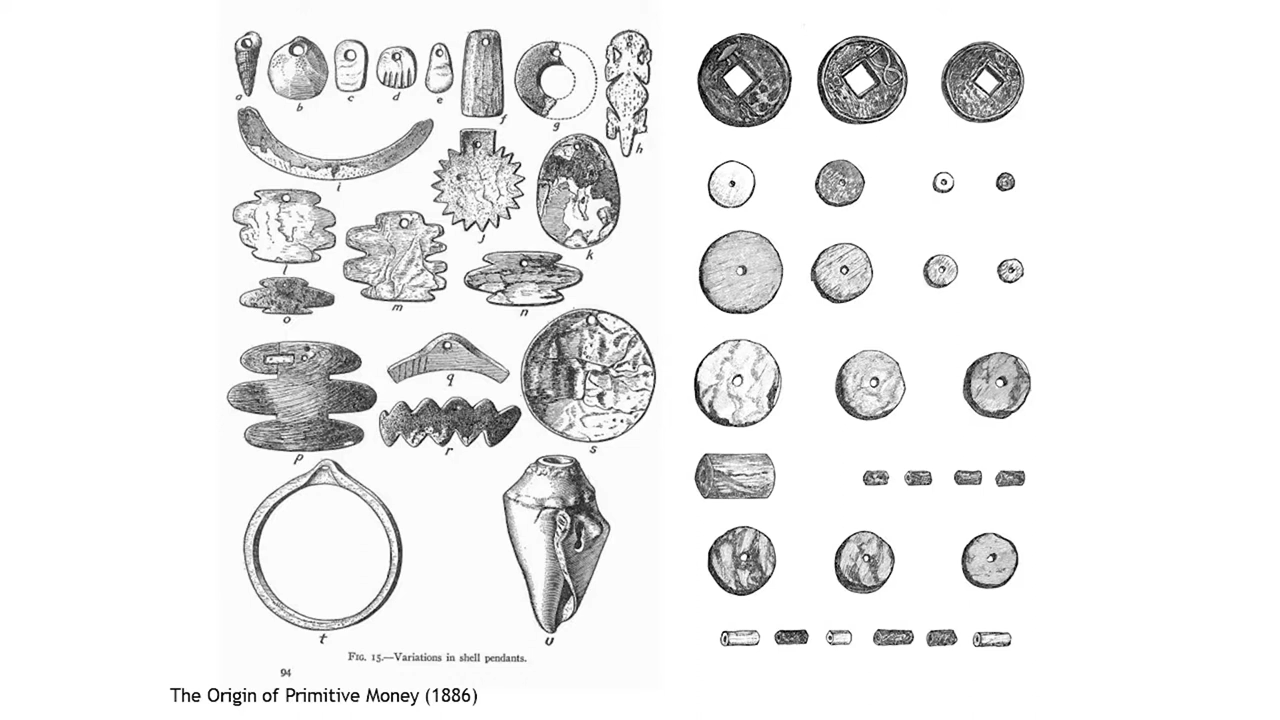 a
b
c
d
e
f
g
h
i
j
k
l
m
n
o
p
q
r
s
t
u
FIG. 15.—Variations in shell pendants.
94
The Origin of Primitive Money (1886)